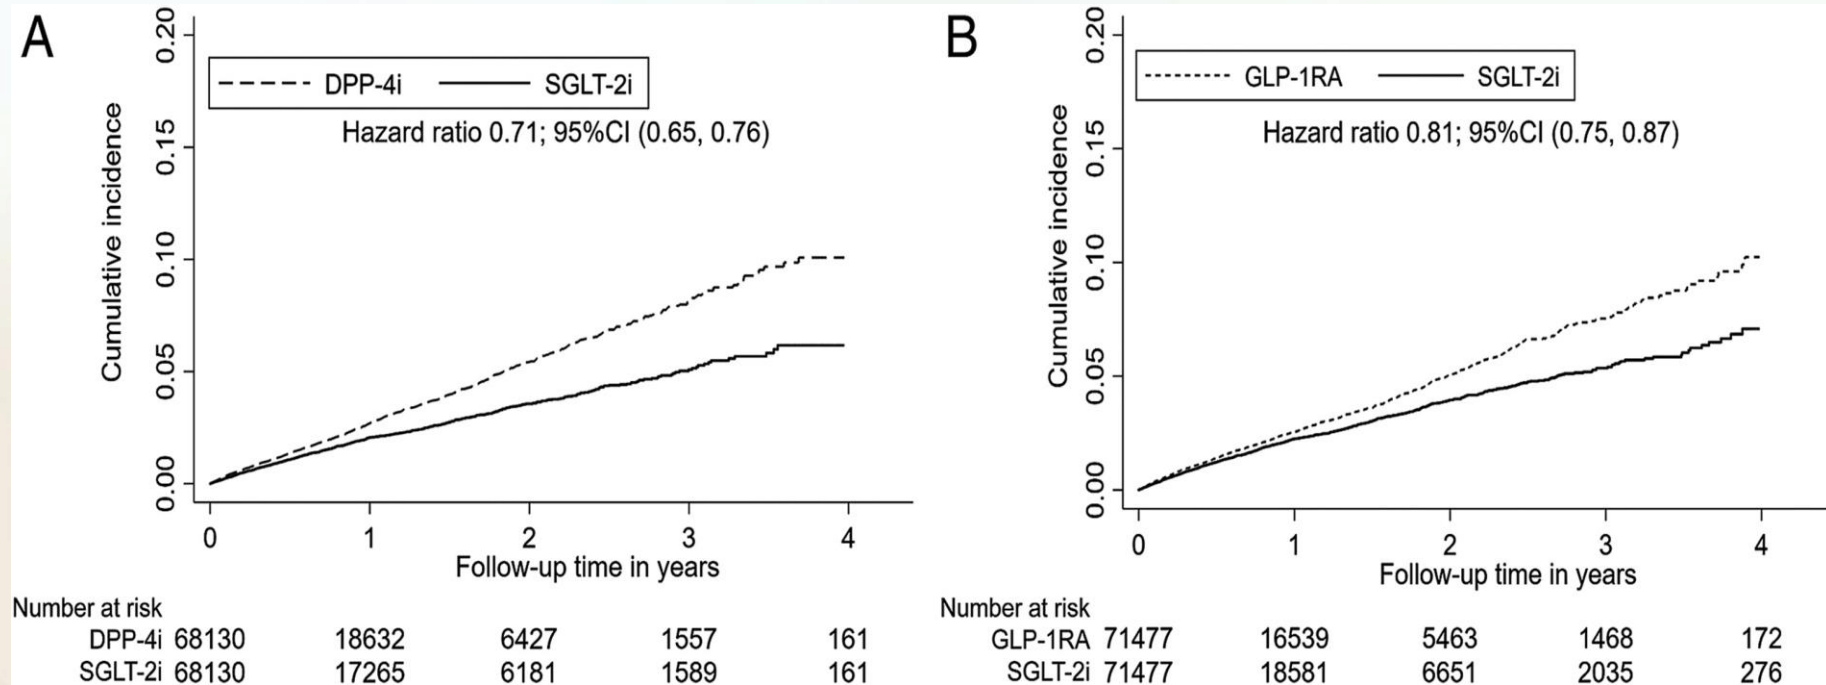 A
0.20
0.15
0.10
0.05
0.00
Cumulative incidence
DPP-4i SGLT-2i
Hazard ratio 0.71; 95%CI (0.65, 0.76)
0 1 2 3 4
Follow-up time in years
Number at risk
DPP-4i 68130 18632 6427 1557 161
SGLT-2i 68130 17265 6181 1589 161
B
0.20
0.15
0.10
0.05
0.00
Cumulative incidence
GLP-1RA SGLT-2i
Hazard ratio 0.81; 95%CI (0.75, 0.87)
0 1 2 3 4
Follow-up time in years
Number at risk
GLP-1RA 71477 16539 5463 1468 172
SGLT-2i 71477 18581 6651 2035 276